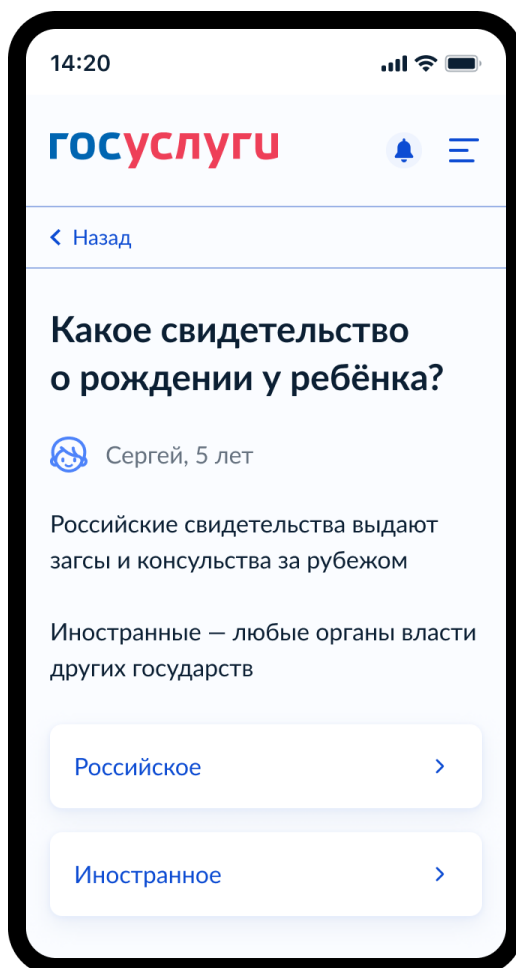 14:20
госуслуги
Назад
Какое свидетельство
о рождении у ребёнка?
Сергей, 5 лет
Российские свидетельства выдают
загсы и консульства за рубежом
Иностранные — любые органы власти
других государств
Российское
Иностранное